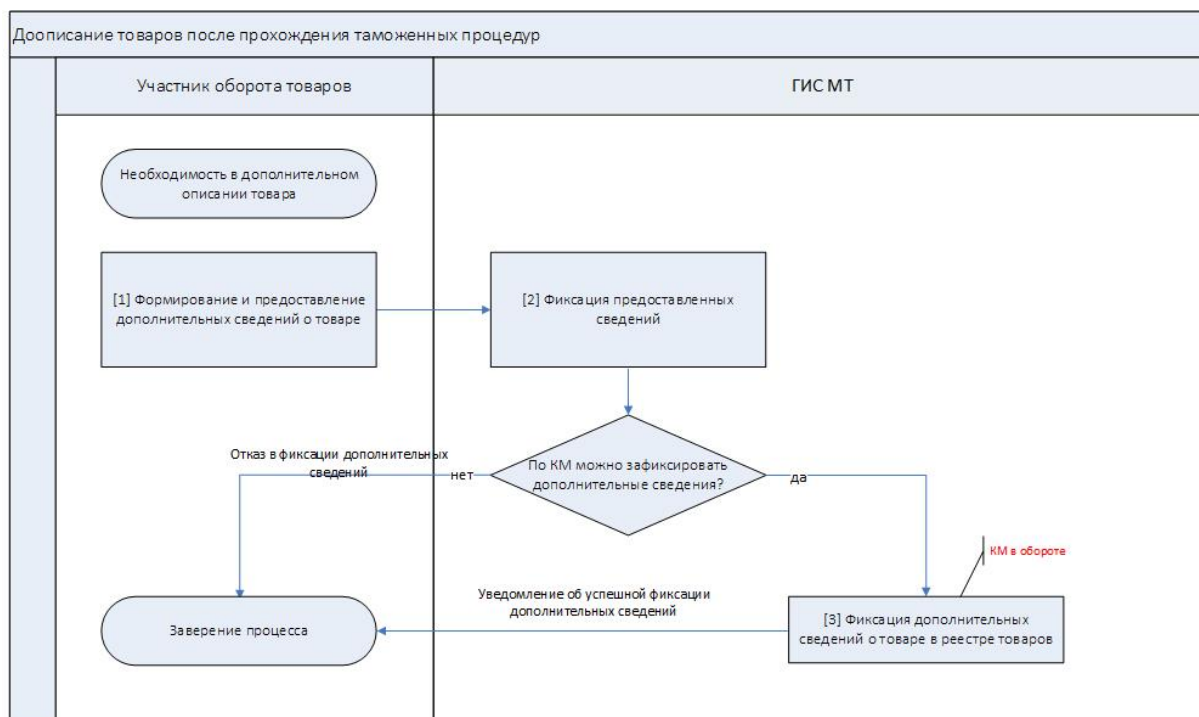 Доописание товаров после прохождения таможенных процедур
Участник оборота товаров
ГИС МТ
Необходимость в дополнительном
описании товара
[1] Формирование и предоставление
дополнительных сведений о товаре
[2] Фиксация предоставленных
сведений
Отказ в фиксации дополнительных
сведений
нет
По КМ можно зафиксировать
дополнительные сведения?
да
КМ в обороте
Уведомление об успешной фиксации
дополнительных сведений
Заверение процесса
[3] Фиксация дополнительных
сведений о товаре в реестре товаров